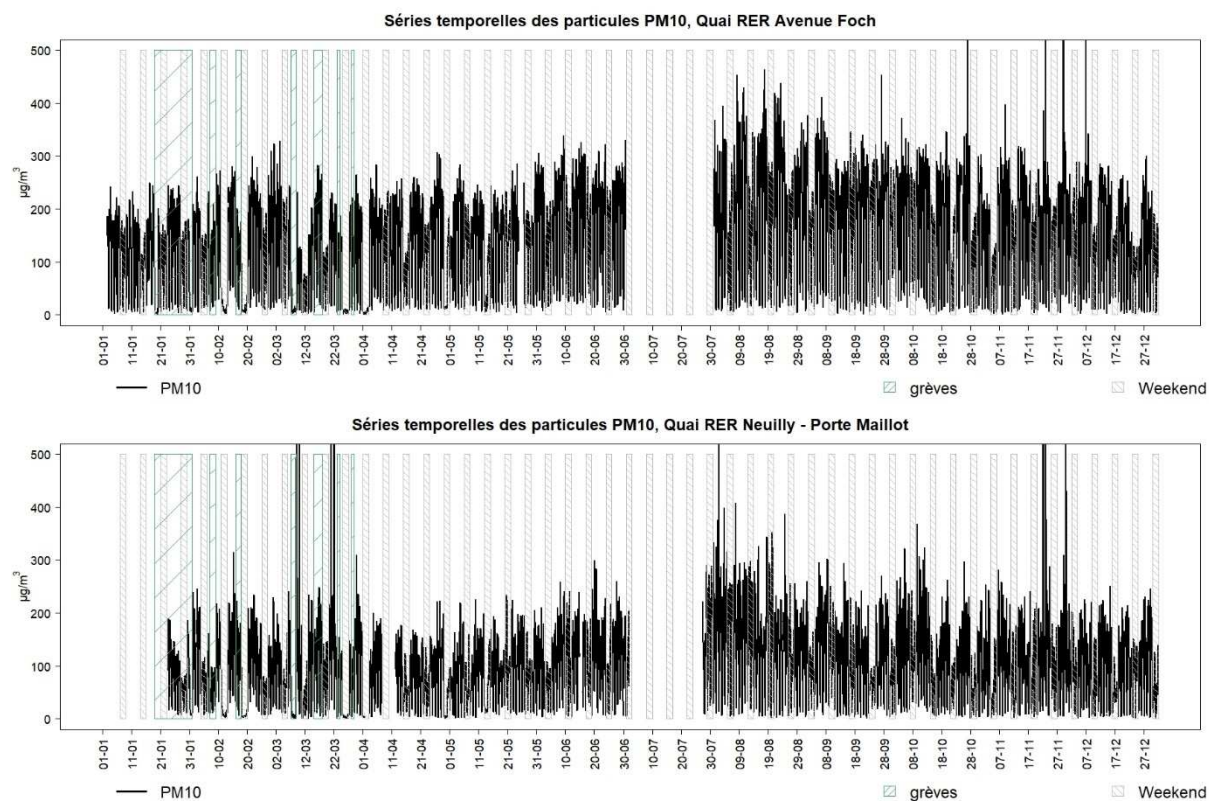 Séries temporelles des particules PM10, Quai RER Avenue Foch
500
400
300
200
100
0
µg/m³
01-01 11-01 21-01 31-01 10-02 20-02 02-03 12-03 22-03 01-04 11-04 21-04 01-05 11-05 21-05 31-05 10-06 20-06 30-06 10-07 20-07 30-07 09-08 19-08 29-08 08-09 18-09 28-09 08-10 18-10 28-10 07-11 17-11 27-11 07-12 17-12 27-12
PM10 grèves Weekend
Séries temporelles des particules PM10, Quai RER Neuilly - Porte Maillot
500
400
300
200
100
0
µg/m³
01-01 11-01 21-01 31-01 10-02 20-02 02-03 12-03 22-03 01-04 11-04 21-04 01-05 11-05 21-05 31-05 10-06 20-06 30-06 10-07 20-07 30-07 09-08 19-08 29-08 08-09 18-09 28-09 08-10 18-10 28-10 07-11 17-11 27-11 07-12 17-12 27-12
PM10 grèves Weekend